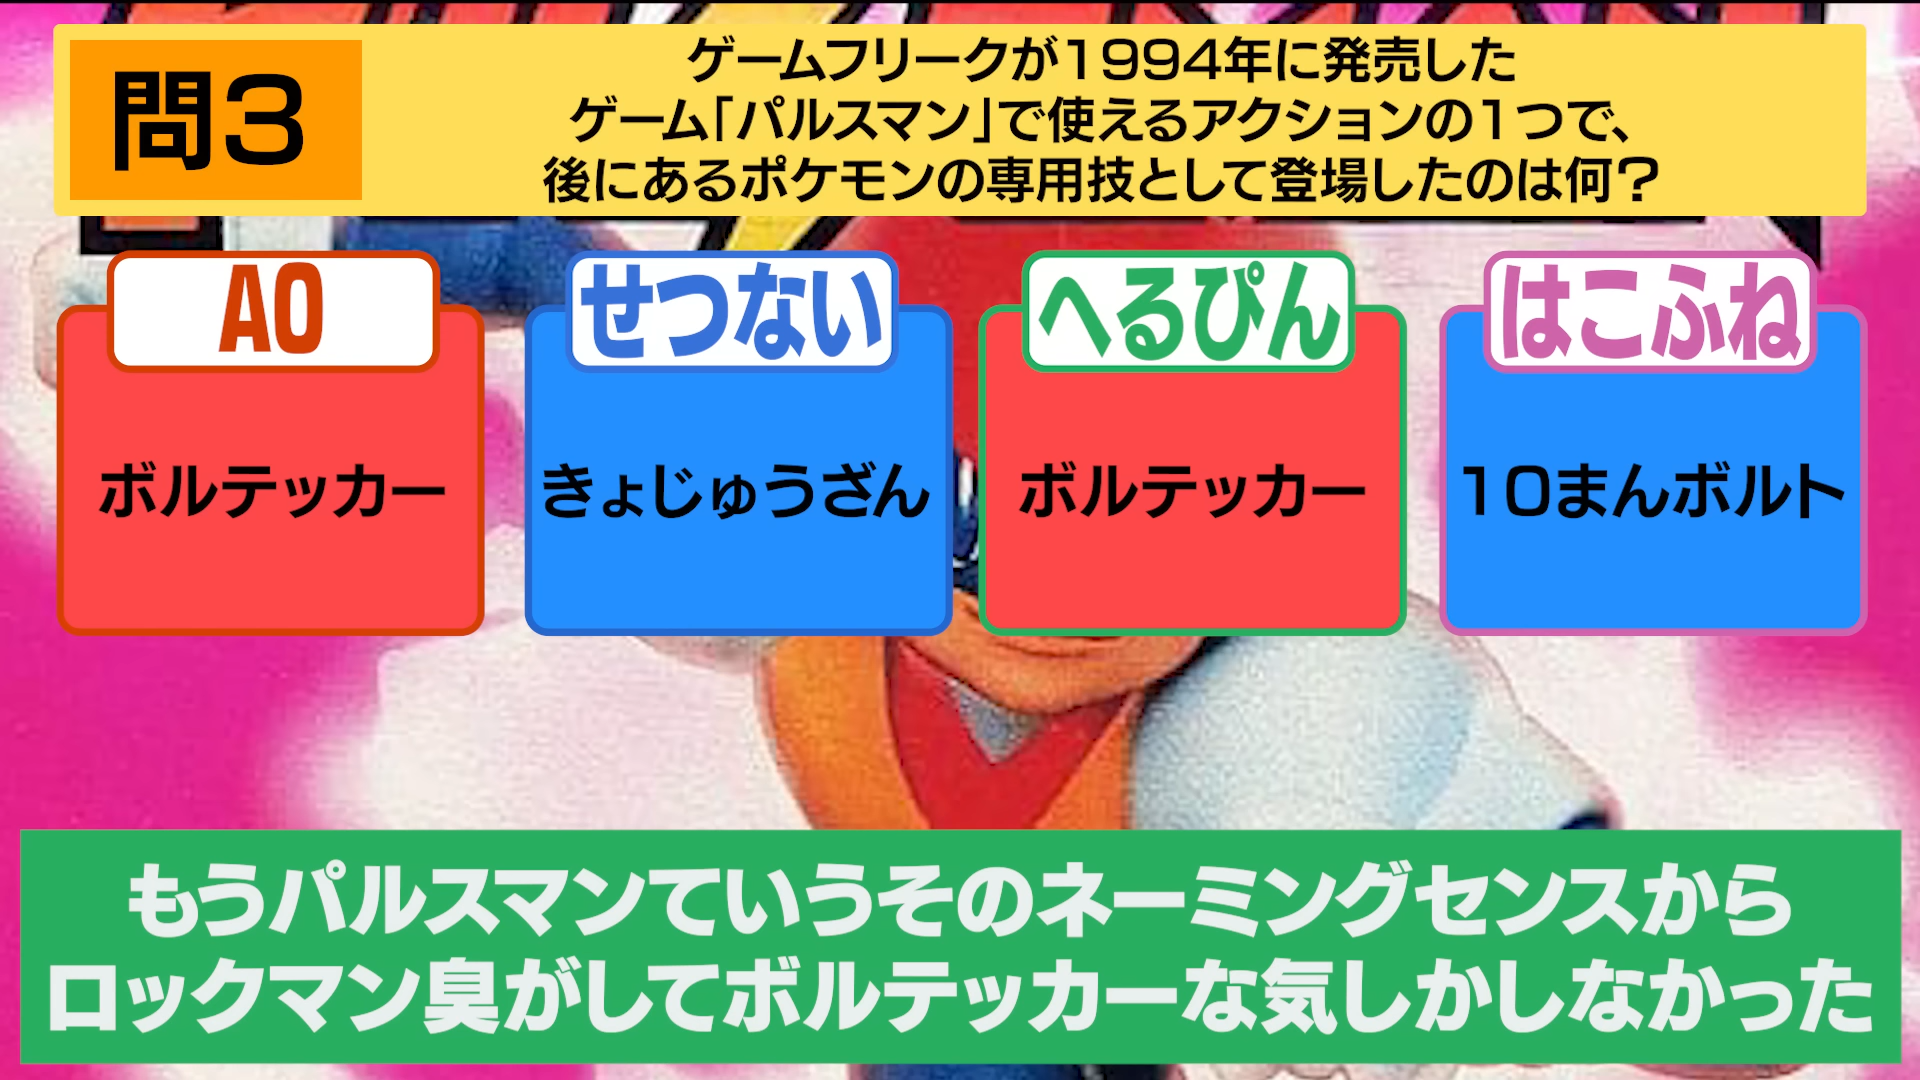 問3
ゲームフリークが1994年に発売した
ゲーム「パルスマン」で使えるアクションの1つで、
後にあるポケモンの専用技として登場したのは何?
AO
せつない
へるぴん
はこふね
ボルテッカー
きょじゅうざん
ボルテッカー
10まんボルト
もうパルスマンていうそのネーミングセンスから
ロックマン臭がしてボルテッカーな気しかしなかった